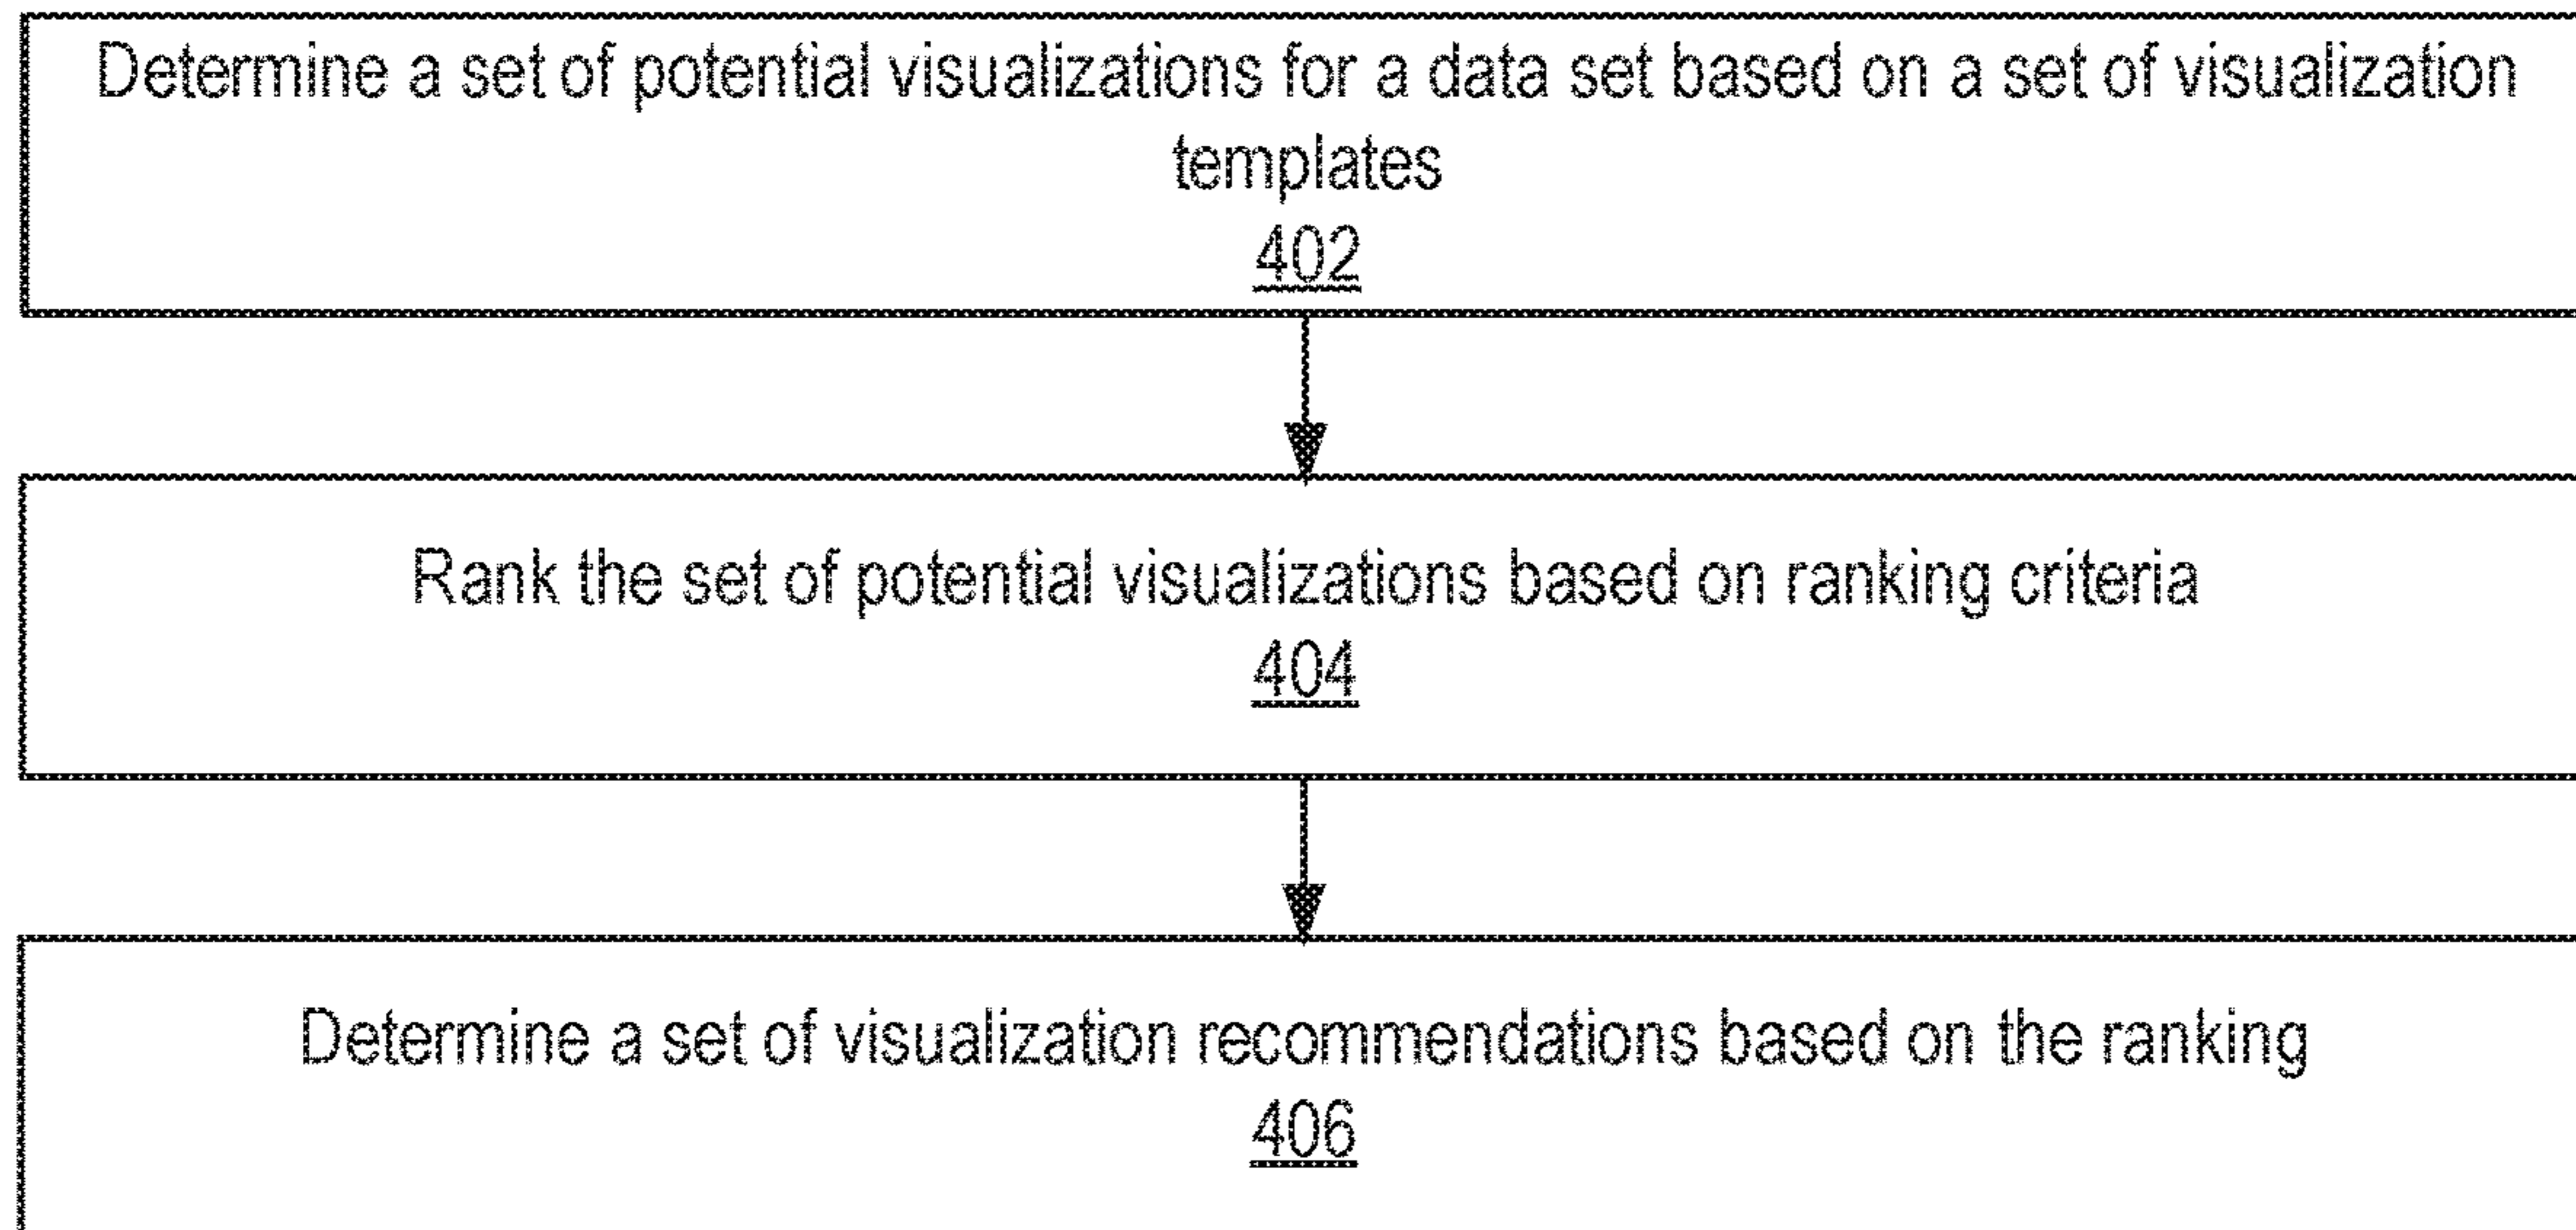 Determine a set of potential visualizations for a data set based on a set of visualization
templates
402
Rank the set of potential visualizations based on ranking criteria
404
Determine a set of visualization recommendations based on the ranking
406